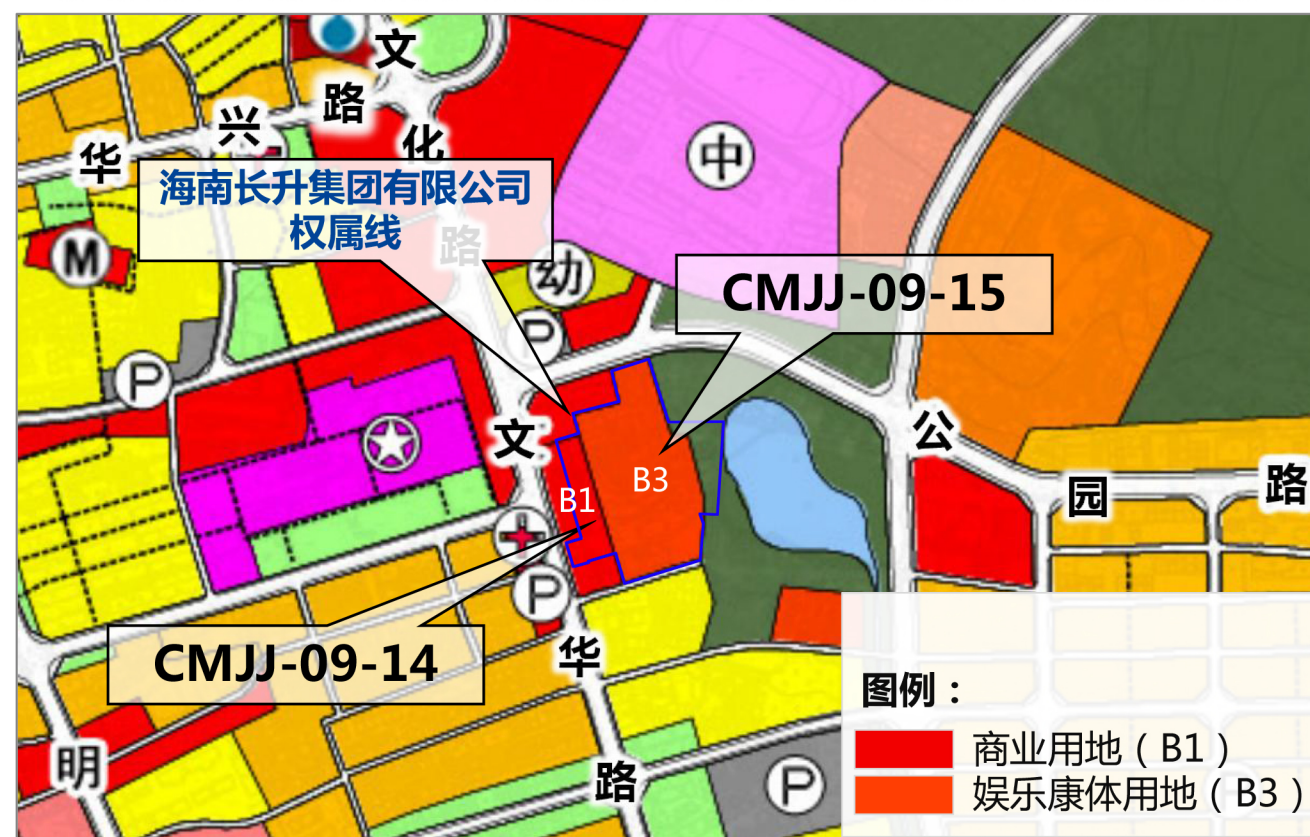 文
路
兴
化
华
中
海南长升集团有限公司
权属线
路
M
幼
CMJJ-09-15
P
P
文
公
B3
B1
园
路
P
华
CMJJ-09-14
图例：
商业用地（B1）
明
路
P
娱乐康体用地（B3）